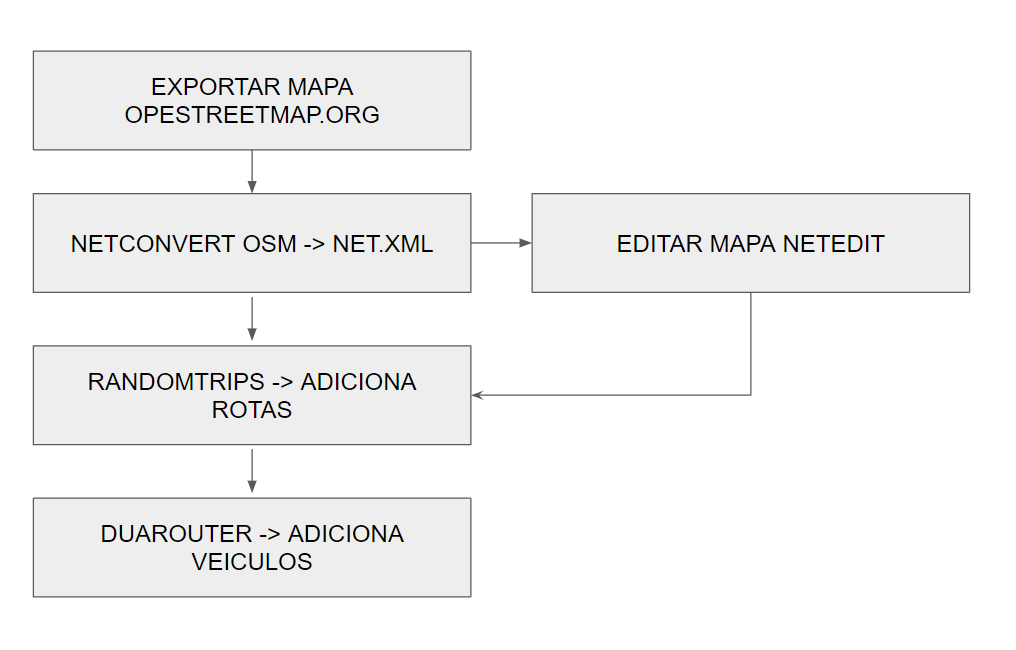 EXPORTAR MAPA
OPESTREETMAP.ORG
NETCONVERT OSM -> NET.XML
EDITAR MAPA NETEDIT
RANDOMTRIPS -> ADICIONA
ROTAS
DUAROUTER -> ADICIONA
VEICULOS